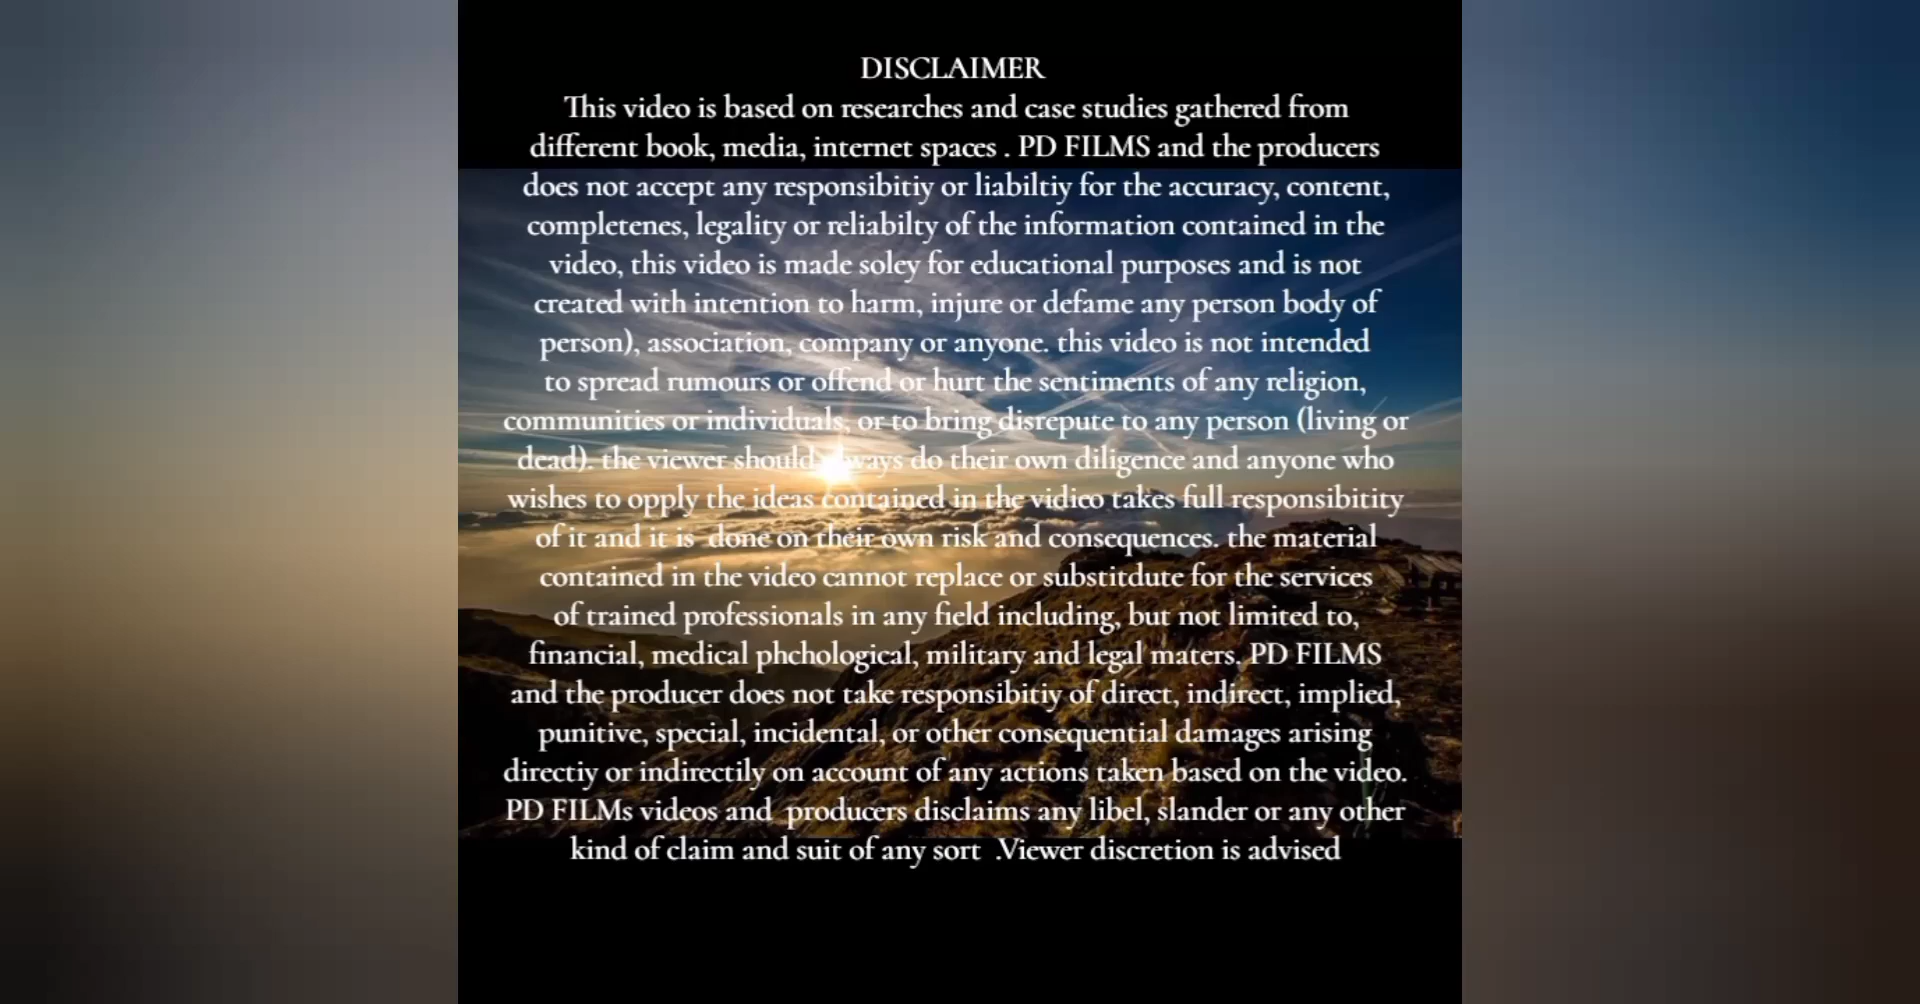 DISCLAIMER
This video is based on researches and case studies gathered from
different book, media, internet spaces . PD FILMS and the producers
does not accept any responsibitiy or liabiltiy for the accuracy, content,
completenes, legality or reliabilty of the information contained in the
video, this video is made soley for educational purposes and is not
created with intention to harm, injure or defame any person body of
person), association, company or anyone. this video is not intended
to spread rumours or offend or hurt the sentiments of any religion,
communities or individuals, or to bring disrepute to any person (living or
dead). the viewer should always do their own diligence and anyone who
wishes to opply the ideas contained in the vidieo takes full responsibitity
of it and it is done on their own risk and consequences. the material
contained in the video cannot replace or substitdute for the services
of trained professionals in any field including, but not limited to,
financial, medical phchological, military and legal maters. PD FILMS
and the producer does not take responsibitiy of direct, indirect, implied,
punitive, special, incidental, or other consequential damages arising
directiy or indirectily on account of any actions taken based on the video.
PD FILMs videos and producers disclaims any libel, slander or any other
kind of claim and suit of any sort .Viewer discretion is advised